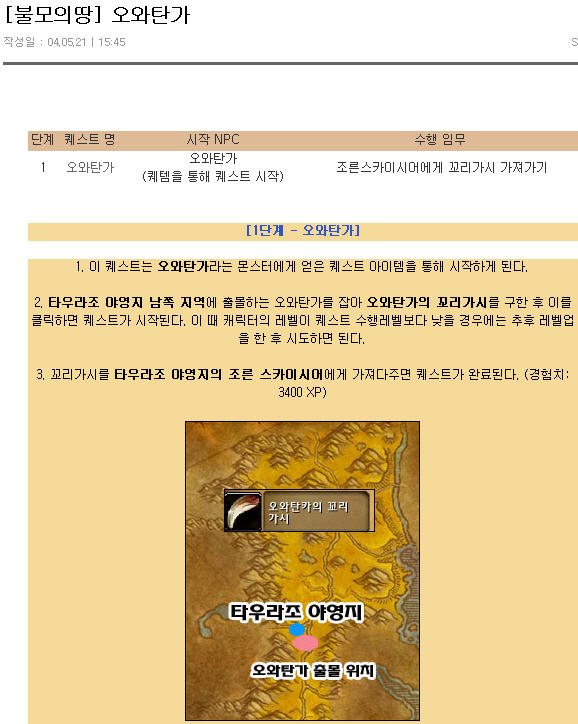 [불모의땅] 오와탄가
작성일 : 04.05.21 | 15:45
S
단계 퀘스트 명 시작 NPC 수행 임무
1 오와탄가 오와탄가 조른스카이시어에게 꼬리가시 가져가기
(퀘템을 통해 퀘스트 시작)
[1단계 - 오와탄가]
1. 이 퀘스트는 오와탄가라는 몬스터에게 얻은 퀘스트 아이템을 통해 시작하게 된다.
2. 타우라조 야영지 남쪽 지역에 출몰하는 오와탄가를 잡아 오와탄가의 꼬리가시를 구한 후 이를
클릭하면 퀘스트가 시작된다. 이 때 캐릭터의 레벨이 퀘스트 수행레벨보다 낮을 경우에는 추후 레벨업
을 한 후 시도하면 된다.
3. 꼬리가시를 타우라조 야영지의 조른 스카이시어에게 가져다주면 퀘스트가 완료된다. (경험치:
3400 XP)
오와탄카의 꼬리
가시
타우라조 야영지
오와탄가 출몰 위치